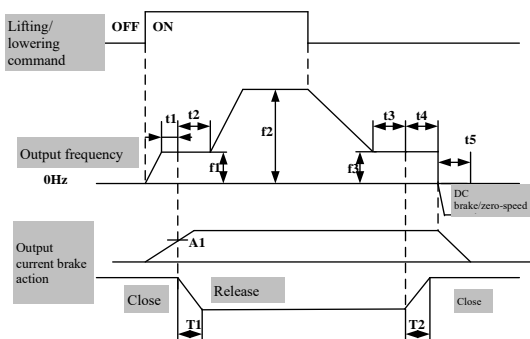 Lifting/
lowering
command
OFF
ON
t1
t2
t3
t4
t5
f1
f2
f3
Output frequency
0Hz
DC
brake/zero-speed
Output
current brake
action
A1
Close
Release
Close
T1
T2